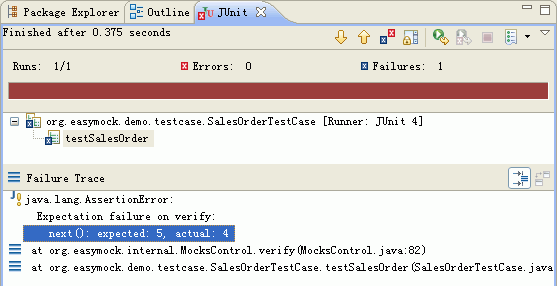 Package Explorer Outline JUnit
Finished after 0.375 seconds
Runs: 1/1 Errors: 0 Failures: 1
org.easymock.demo.testcase.SalesOrderTestCase [Runner: JUnit 4]
testSalesOrder
Failure Trace
java.lang.AssertionError:
Expectation failure on verify:
next(): expected: 5, actual: 4
at org.easymock.internal.MocksControl.verify(MocksControl.java:82)
at org.easymock.demo.testcase.SalesOrderTestCase.testSalesOrder(SalesOrderTestCase.java